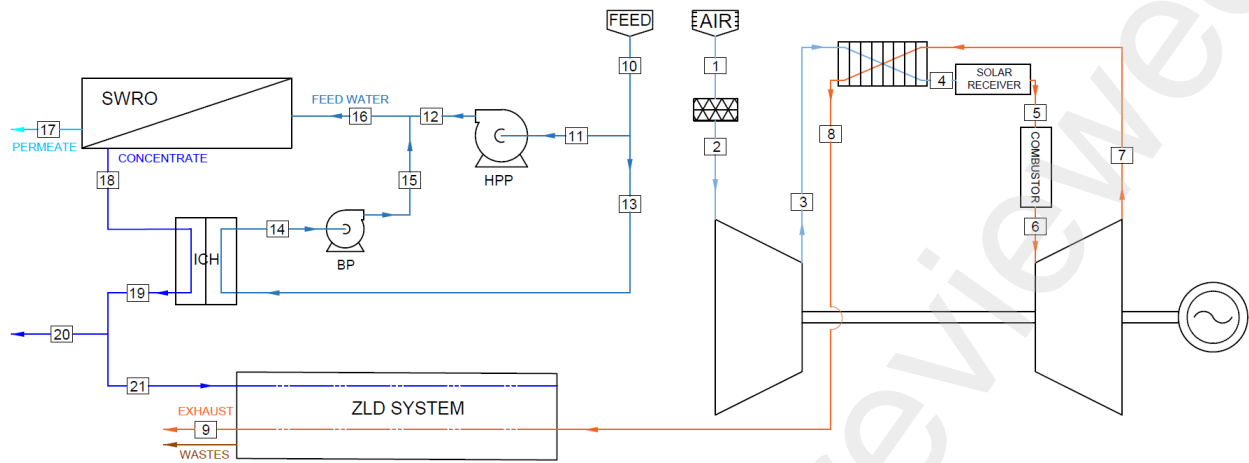 FEED
AIR
10
1
SWRO
FEED WATER
16
12
11
HPP
17
PERMEATE
CONCENTRATE
18
15
2
13
3
4
SOLAR
RECEIVER
5
8
COMBUSTOR
7
6
ICH
14
BP
19
20
21
ZLD SYSTEM
EXHAUST
9
WASTES
eviewe